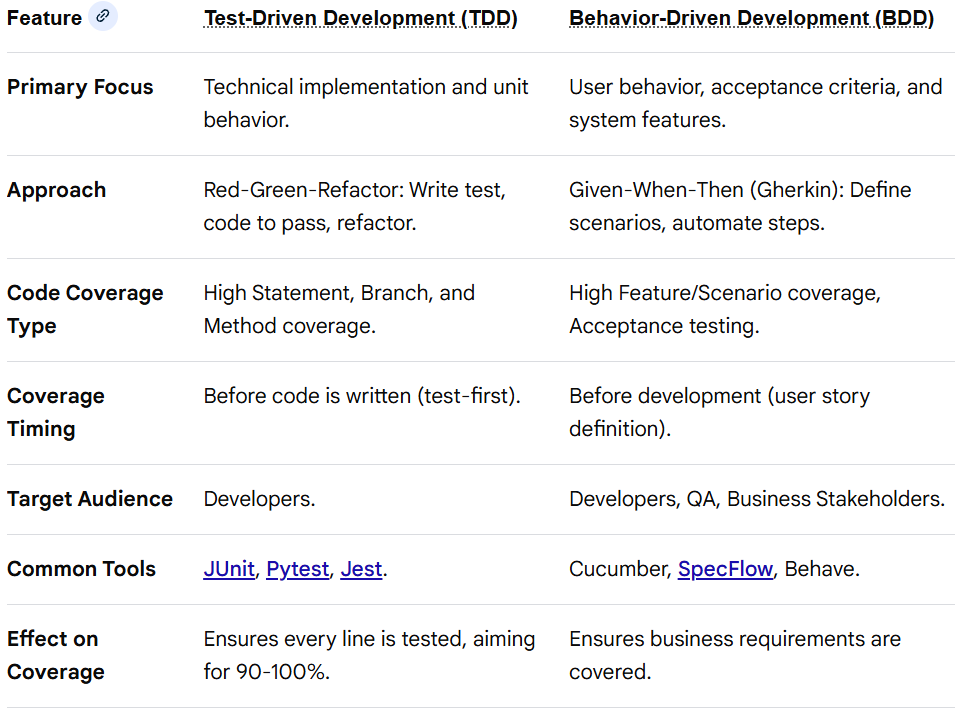 Feature Test-Driven Development (TDD) Behavior-Driven Development (BDD)
Primary Focus Technical implementation and unit User behavior, acceptance criteria, and
behavior. system features.
Approach Red-Green-Refactor: Write test, Given-When-Then (Gherkin): Define
code to pass, refactor. scenarios, automate steps.
Code Coverage High Statement, Branch, and High Feature/Scenario coverage,
Type Method coverage. Acceptance testing.
Coverage Before code is written (test-first). Before development (user story
Timing definition).
Target Audience Developers. Developers, QA, Business Stakeholders.
Common Tools JUnit, Pytest, Jest. Cucumber, SpecFlow, Behave.
Effect on Ensures every line is tested, aiming Ensures business requirements are
Coverage for 90-100%. covered.